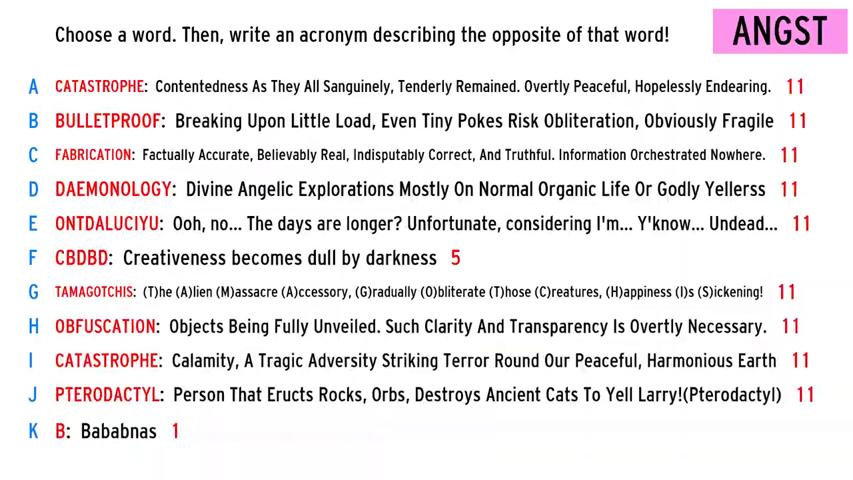 Choose a word. Then, write an acronym describing the opposite of that word!
ANGST
A CATASTROPHE: Contentedness As They All Sanguinely, Tenderly Remained. Overtly Peaceful, Hopelessly Endearing. 11
B BULLETPROOF: Breaking Upon Little Load, Even Tiny Pokes Risk Obliteration, Obviously Fragile 11
C FABRICATION: Factually Accurate, Believably Real, Indisputably Correct, And Truthful. Information Orchestrated Nowhere. 11
D DAEMONOLOGY: Divine Angelic Explorations Mostly On Normal Organic Life Or Godly Yellerss 11
E ONTDALUCIYU: Ooh, no... The days are longer? Unfortunate, considering I'm... Y'know... Undead... 11
F CBDBD: Creativeness becomes dull by darkness 5
G TAMAGOTCHIS: (T)he (A)lien (M)assacre (A)ccessory, (G)radually (O)bliterate (T)hose (C)reatures, (H)appiness (I)s (S)ickening! 11
H OBFUSCATION: Objects Being Fully Unveiled. Such Clarity And Transparency Is Overtly Necessary. 11
I CATASTROPHE: Calamity, A Tragic Adversity Striking Terror Round Our Peaceful, Harmonious Earth 11
J PTERODACTYL: Person That Eructs Rocks, Orbs, Destroys Ancient Cats To Yell Larry!(Pterodactyl) 11
K B: Bababnas 1